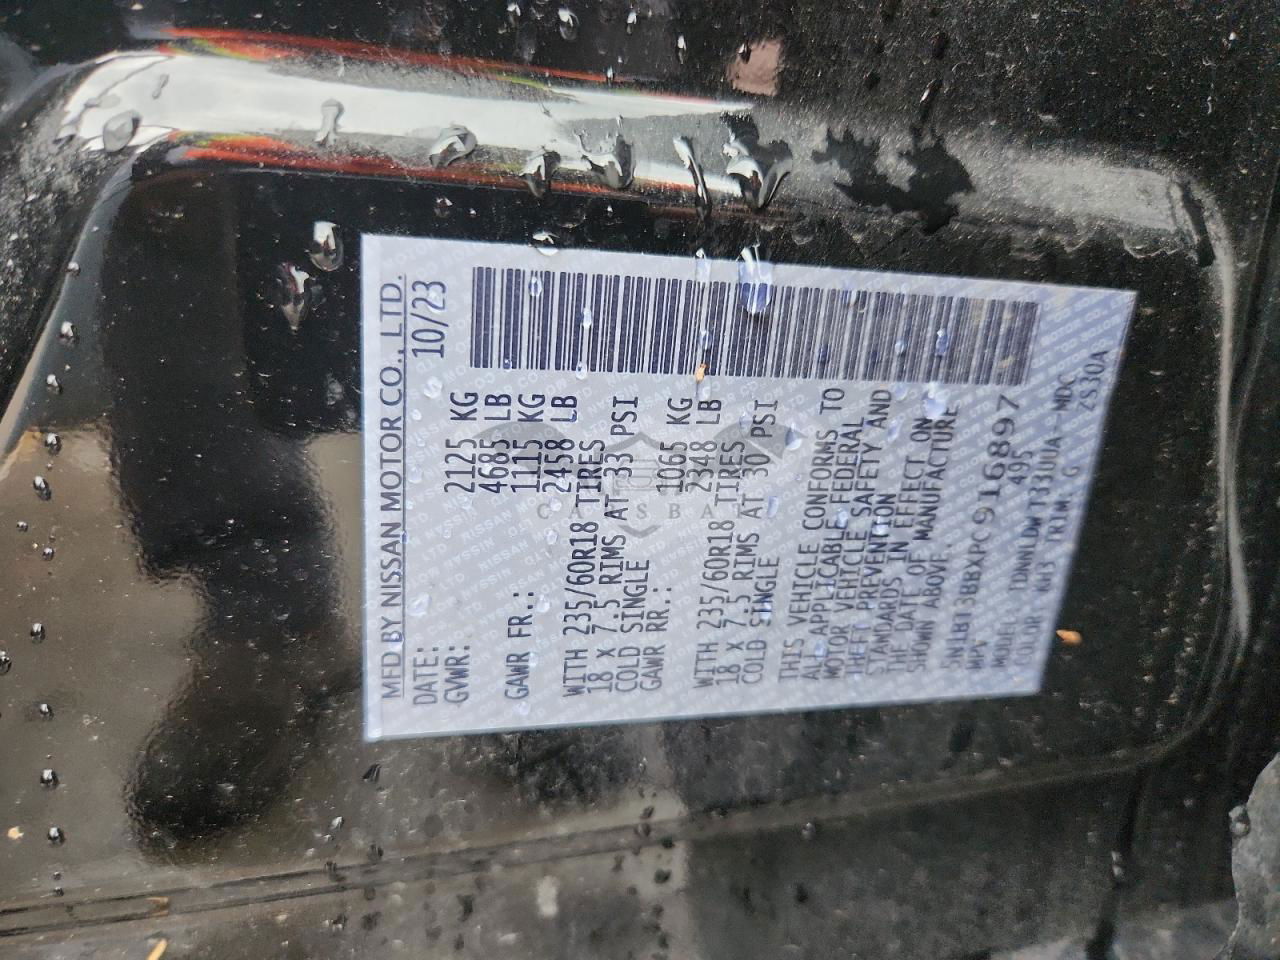 MFD BY NISSAN MOTOR CO., LTD.
DATE: 10/23
GVWR: 2125 KG
4685 LB
GAWR FR.: 1115 KG
2458 LB
WITH 235/60R18 TIRES
18 X 7.5 RIMS AT 33 PSI
COLD SINGLE
GAWR RR.: 1065 KG
2348 LB
WITH 235/60R18 TIRES
18 X 7.5 RIMS AT 30 PSI
COLD SINGLE
THIS VEHICLE CONFORMS TO
ALL APPLICABLE FEDERAL
MOTOR VEHICLE SAFETY AND
THEFT PREVENTION
STANDARDS IN EFFECT ON
THE DATE OF MANUFACTURE
SHOWN ABOVE.
5N1BT3BBXPC916897
MPV 495
MODEL TDNNLDWT33UUA-MDC
COLOR KH3 TRIM G ZS30A